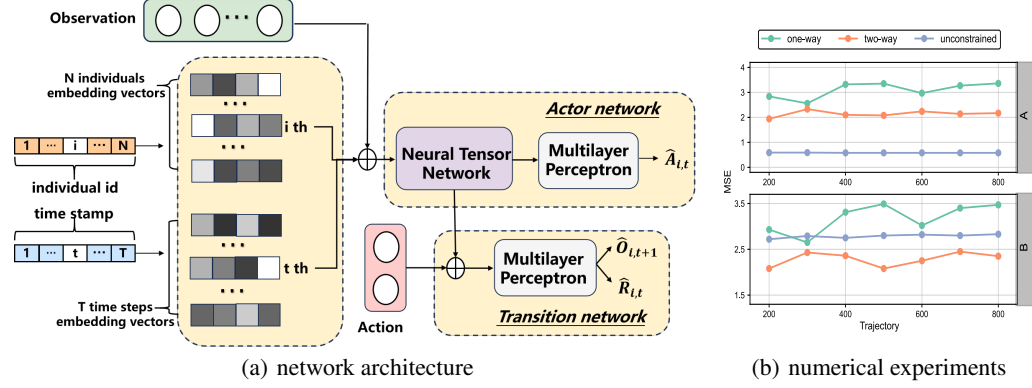 Observation
N individuals
embedding vectors
···
i th
···
1 ··· i ··· N
individual id
time stamp
1 ··· t ··· T
···
t th
···
T time steps
embedding vectors
Actor network
Neural Tensor
Network
Multilayer
Perceptron
Â_{i,t}
Action
Multilayer
Perceptron
Ô_{i,t+1}
R̂_{i,t}
Transition network
(a) network architecture
one-way two-way unconstrained
MSE
4
3
2
1
0
200 400 600 800
A
3.5
2.5
1.5
200 400 600 800
B
Trajectory
(b) numerical experiments